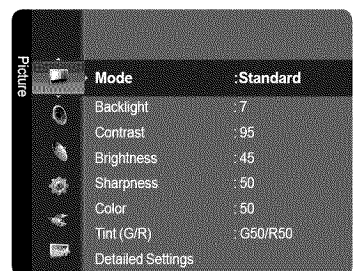 Picture
Mode :Standard
Backlight : 7
Contrast : 95
Brightness : 45
Sharpness : 50
Color : 50
Tint (G/R) : G50/R50
Detailed Settings